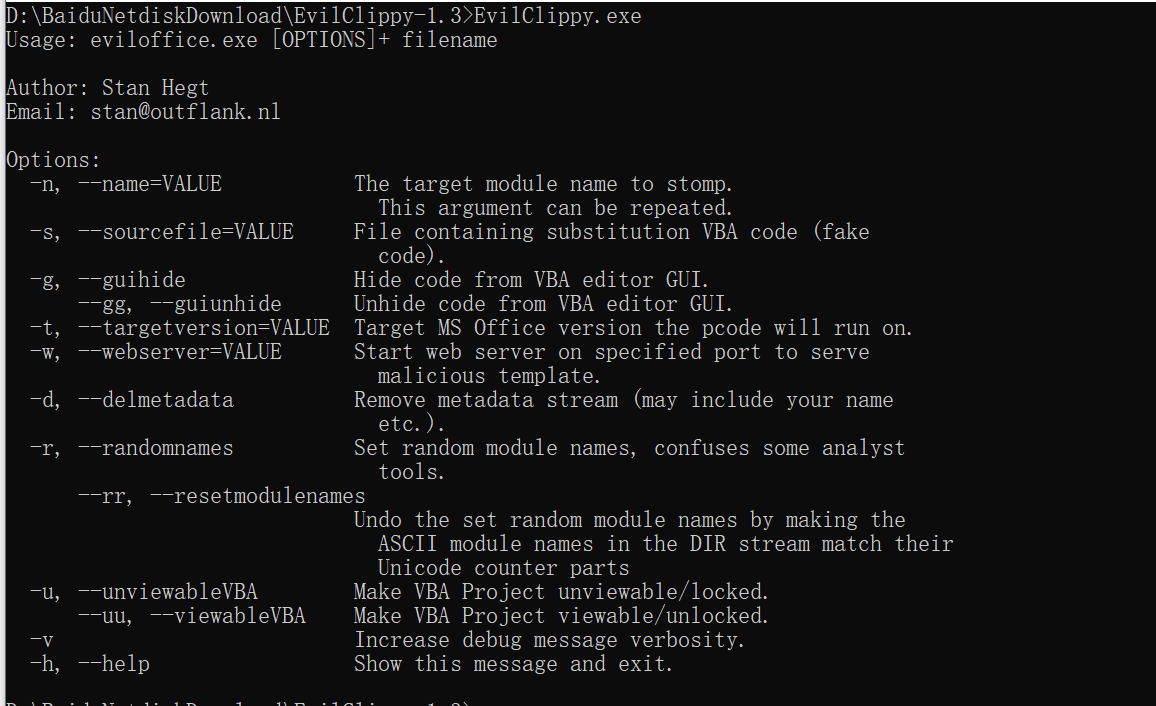 D:\BaiduNetdiskDownload\EvilClippy-1.3>EvilClippy.exe
Usage: eviloffice.exe [OPTIONS]+ filename
Author: Stan Hegt
Email: stan@outflank.nl
Options:
-n, --name=VALUE The target module name to stomp.
This argument can be repeated.
-s, --sourcefile=VALUE File containing substitution VBA code (fake
code).
-g, --guihide Hide code from VBA editor GUI.
--gg, --guiunhide Unhide code from VBA editor GUI.
-t, --targetversion=VALUE Target MS Office version the pcode will run on.
-w, --webserver=VALUE Start web server on specified port to serve
malicious template.
-d, --delmetadata Remove metadata stream (may include your name
etc.).
-r, --randomnames Set random module names, confuses some analyst
tools.
--rr, --resetmodulenames
Undo the set random module names by making the
ASCII module names in the DIR stream match their
Unicode counter parts
-u, --unviewableVBA Make VBA Project unviewable/locked.
--uu, --viewableVBA Make VBA Project viewable/unlocked.
-v Increase debug message verbosity.
-h, --help Show this message and exit.
D:\BaiduNetdiskDownload\EvilClippy-1.3>